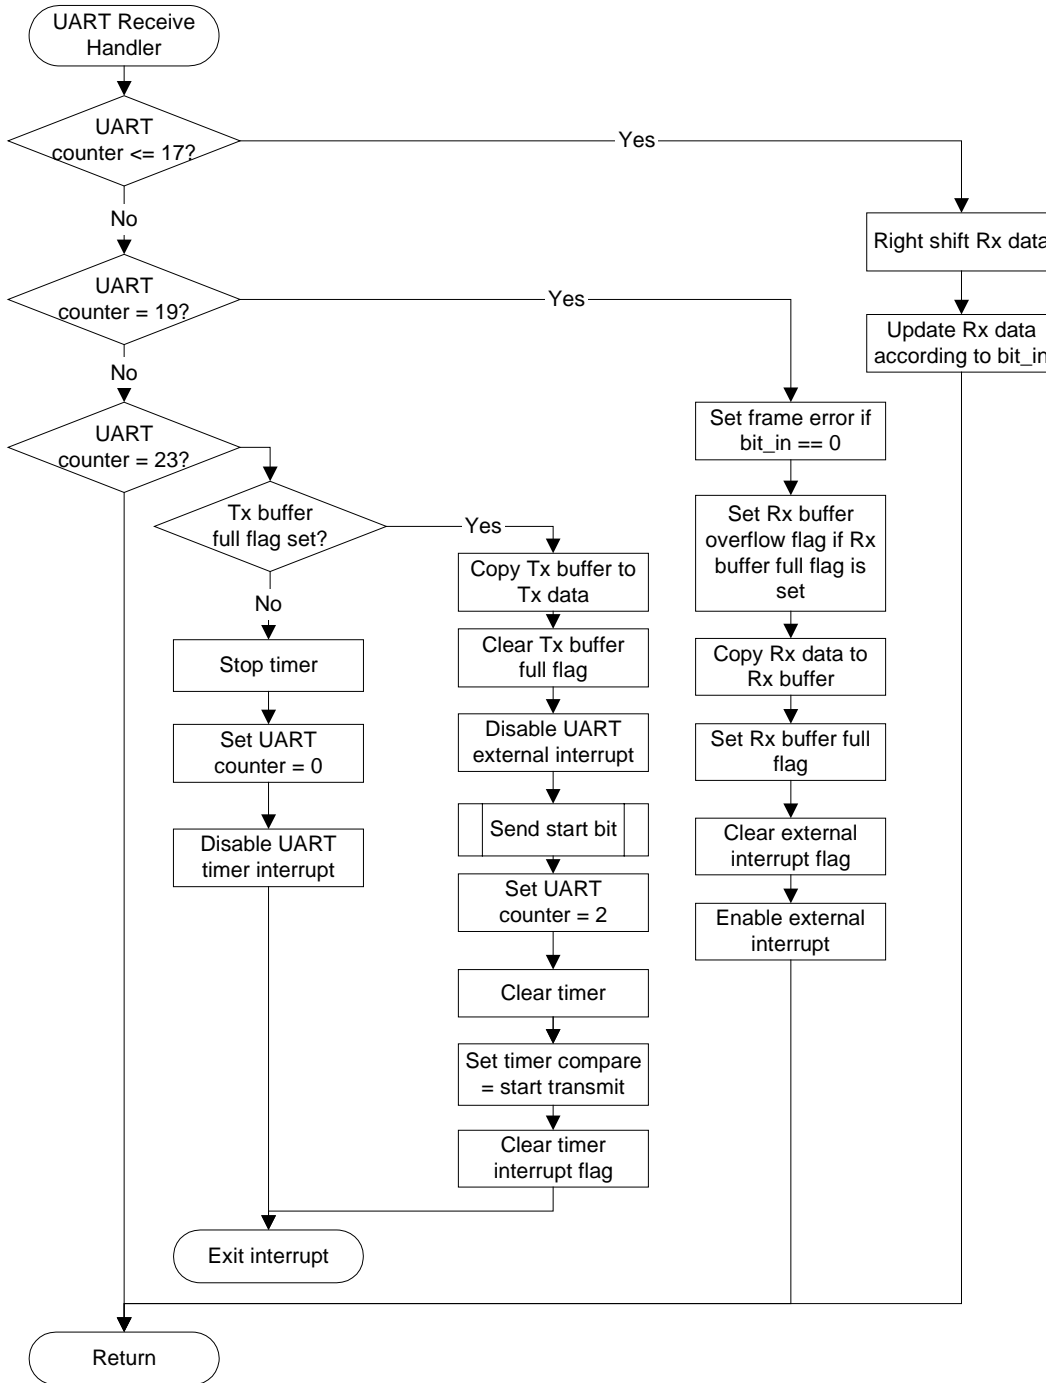 UART Receive
Handler
UART
counter <= 17?
Yes
No
Right shift Rx data
UART
counter = 19?
Yes
Update Rx data
according to bit_in
No
UART
counter = 23?
Set frame error if
bit_in == 0
Tx buffer
full flag set?
Yes
Set Rx buffer
overflow flag if Rx
buffer full flag is
set
No
Copy Tx buffer to
Tx data
Stop timer
Clear Tx buffer
full flag
Copy Rx data to
Rx buffer
Set UART
counter = 0
Disable UART
external interrupt
Set Rx buffer full
flag
Disable UART
timer interrupt
Send start bit
Clear external
interrupt flag
Set UART
counter = 2
Enable external
interrupt
Clear timer
Set timer compare
= start transmit
Clear timer
interrupt flag
Exit interrupt
Return